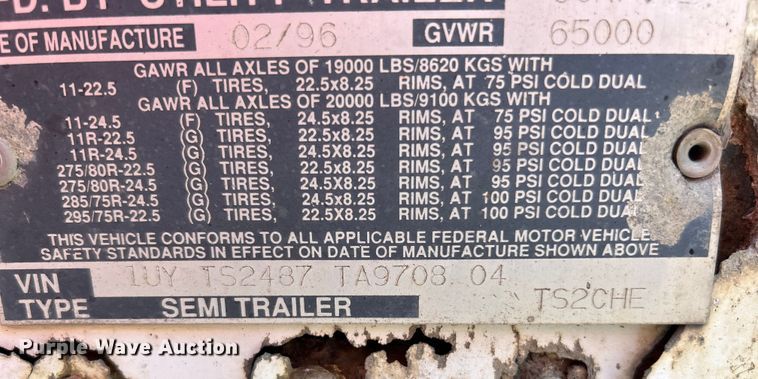 BY UTILITY TRAILER
E OF MANUFACTURE 02/96 GVWR 65000
GAWR ALL AXLES OF 19000 LBS/8620 KGS WITH
11-22.5 (F) TIRES, 22.5x8.25 RIMS, AT 75 PSI COLD DUAL
GAWR ALL AXLES OF 20000 LBS/9100 KGS WITH
11-24.5 (F) TIRES, 24.5x8.25 RIMS, AT 75 PSI COLD DUAL
11R-22.5 (G) TIRES, 22.5x8.25 RIMS, AT 95 PSI COLD DUAL
11R-24.5 (G) TIRES, 24.5X8.25 RIMS, AT 95 PSI COLD DUAL
275/80R-22.5 (G) TIRES, 22.5x8.25 RIMS, AT 95 PSI COLD DUAL
275/80R-24.5 (G) TIRES, 24.5X8.25 RIMS, AT 95 PSI COLD DUAL
285/75R-24.5 (G) TIRES, 24.5X8.25 RIMS, AT 100 PSI COLD DUAL
295/75R-22.5 (G) TIRES, 22.5X8.25 RIMS, AT 100 PSI COLD DUAL
THIS VEHICLE CONFORMS TO ALL APPLICABLE FEDERAL MOTOR VEHICLE
SAFETY STANDARDS IN EFFECT ON DATE OF MANUFACTURE SHOWN ABOVE
VIN 1UY TS2487 TA9708 04
TYPE SEMI TRAILER TS2CHE
Purple Wave Auction